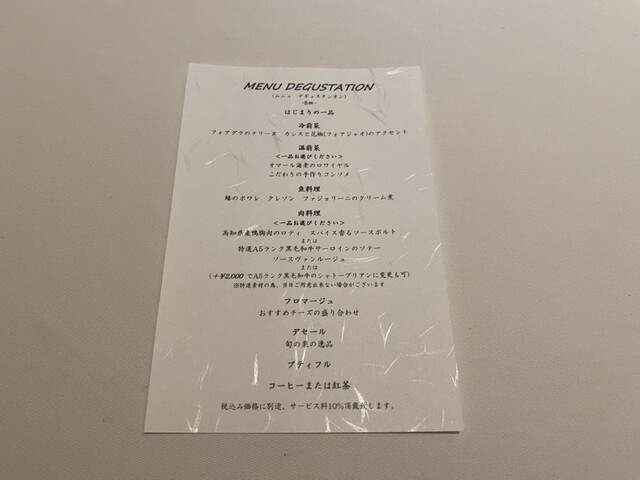 MENU DEGUSTATION
(ムニュ デギュスタシオン)
はじまりの一品
冷前菜
フォアグラのテリーヌ カシスと花椒(フォアジャオ)のアクセント
温前菜
<一品お選びください>
オマール海老のロワイヤル
こだわりの手作りコンソメ
魚料理
鱈のポワレ クレソン ファジョリーニのクリーム煮
肉料理
<一品お選びください>
高知県産鴨胸肉のロティ スパイス香るソースポルト
または
特選A5ランク黒毛和牛サーロインのソテー
ソースヴァンルージュ
または
(+¥2,000 でA5ランク黒毛和牛のシャトーブリアンに変更も可)
※特選素材の為、当日ご用意出来ない場合がございます
フロマージュ
おすすめチーズの盛り合わせ
デセール
旬の果の逸品
プティフル
コーヒーまたは紅茶
税込み価格に別途、サービス料10%頂戴致します。